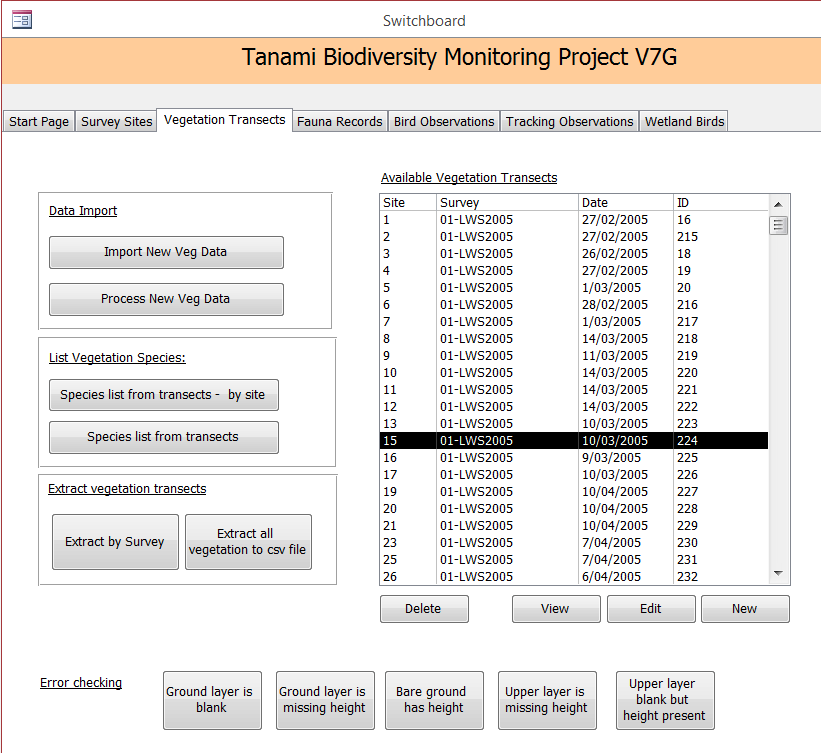 Switchboard
Tanami Biodiversity Monitoring Project V7G
Start Page Survey Sites Vegetation Transects Fauna Records Bird Observations Tracking Observations Wetland Birds
Data Import
Import New Veg Data
Process New Veg Data
List Vegetation Species:
Species list from transects - by site
Species list from transects
Extract vegetation transects
Extract by Survey
Extract all
vegetation to csv file
Available Vegetation Transects
Site Survey Date ID
1 01-LWS2005 27/02/2005 16
2 01-LWS2005 27/02/2005 215
3 01-LWS2005 26/02/2005 18
4 01-LWS2005 27/02/2005 19
5 01-LWS2005 1/03/2005 20
6 01-LWS2005 28/02/2005 216
7 01-LWS2005 1/03/2005 217
8 01-LWS2005 14/03/2005 218
9 01-LWS2005 11/03/2005 219
10 01-LWS2005 14/03/2005 220
11 01-LWS2005 14/03/2005 221
12 01-LWS2005 14/03/2005 222
13 01-LWS2005 10/03/2005 223
15 01-LWS2005 10/03/2005 224
16 01-LWS2005 9/03/2005 225
17 01-LWS2005 10/03/2005 226
19 01-LWS2005 10/04/2005 227
20 01-LWS2005 10/04/2005 228
21 01-LWS2005 10/04/2005 229
23 01-LWS2005 7/04/2005 230
25 01-LWS2005 7/04/2005 231
26 01-LWS2005 6/04/2005 232
Delete View Edit New
Error checking
Ground layer is
blank
Ground layer is
missing height
Bare ground
has height
Upper layer is
missing height
Upper layer
blank but
height present